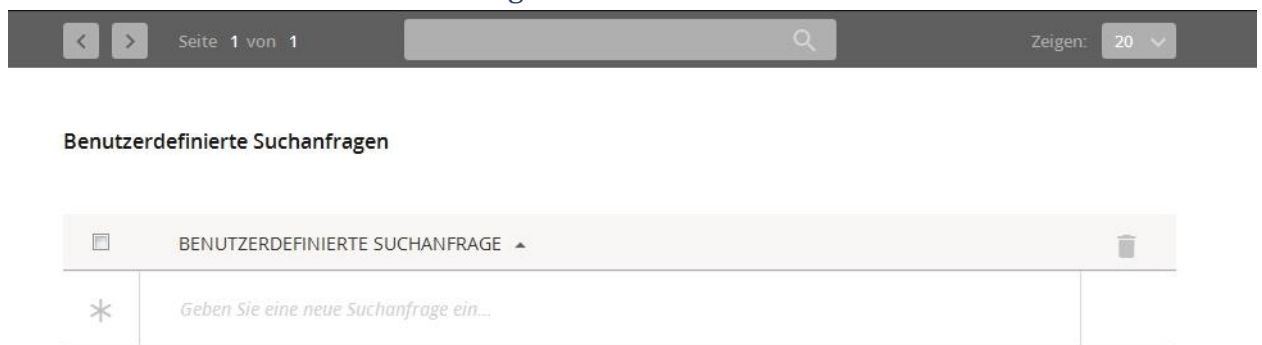 Seite 1 von 1 Zeigen: 20
Benutzerdefinierte Suchanfragen
BENUTZERDEFINIERTE SUCHANFRAGE
Geben Sie eine neue Suchanfrage ein...